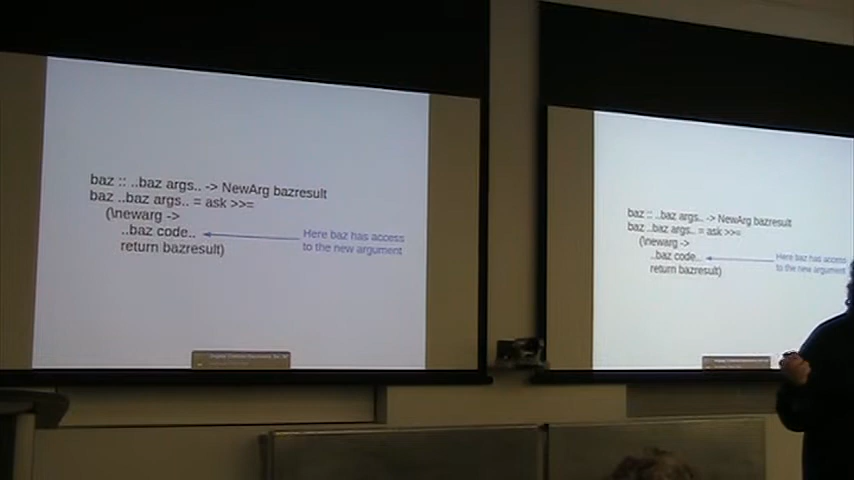 baz :: ..baz args.. -> NewArg bazresult
baz ..baz args.. = ask >>=
(\newarg ->
..baz code..
return bazresult)
Here baz has access
to the new argument
baz :: ..baz args.. -> NewArg bazresult
baz ..baz args.. = ask >>=
(\newarg ->
..baz code..
return bazresult)
Here baz has access
to the new argument